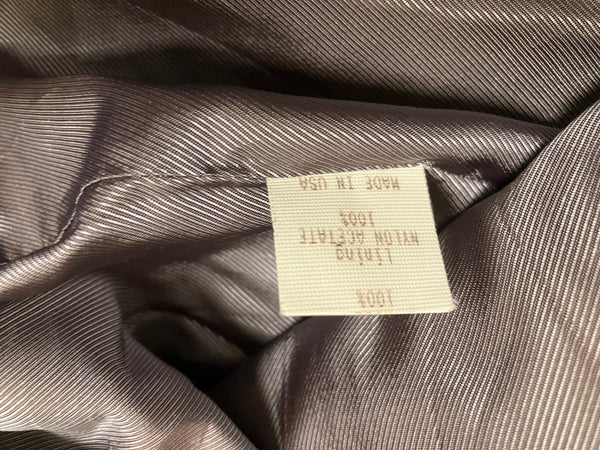 100%
Lining
NYLON ACETATE
100%
MADE IN USA